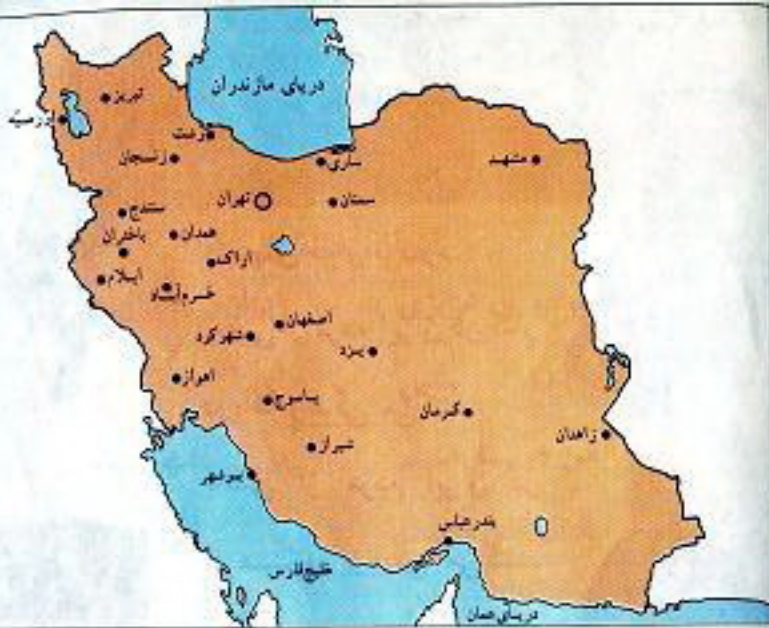 دریای مازندران
تبریز
ارومیه
رشت
زنجان
ساری
مشهد
تهران
سمنان
سنندج
همدان
باختران
اراک
ایلام
خرم‌آباد
اصفهان
شهرکرد
یزد
اهواز
یاسوج
کرمان
زاهدان
شیراز
بوشهر
بندرعباس
خلیج فارس
دریای عمان